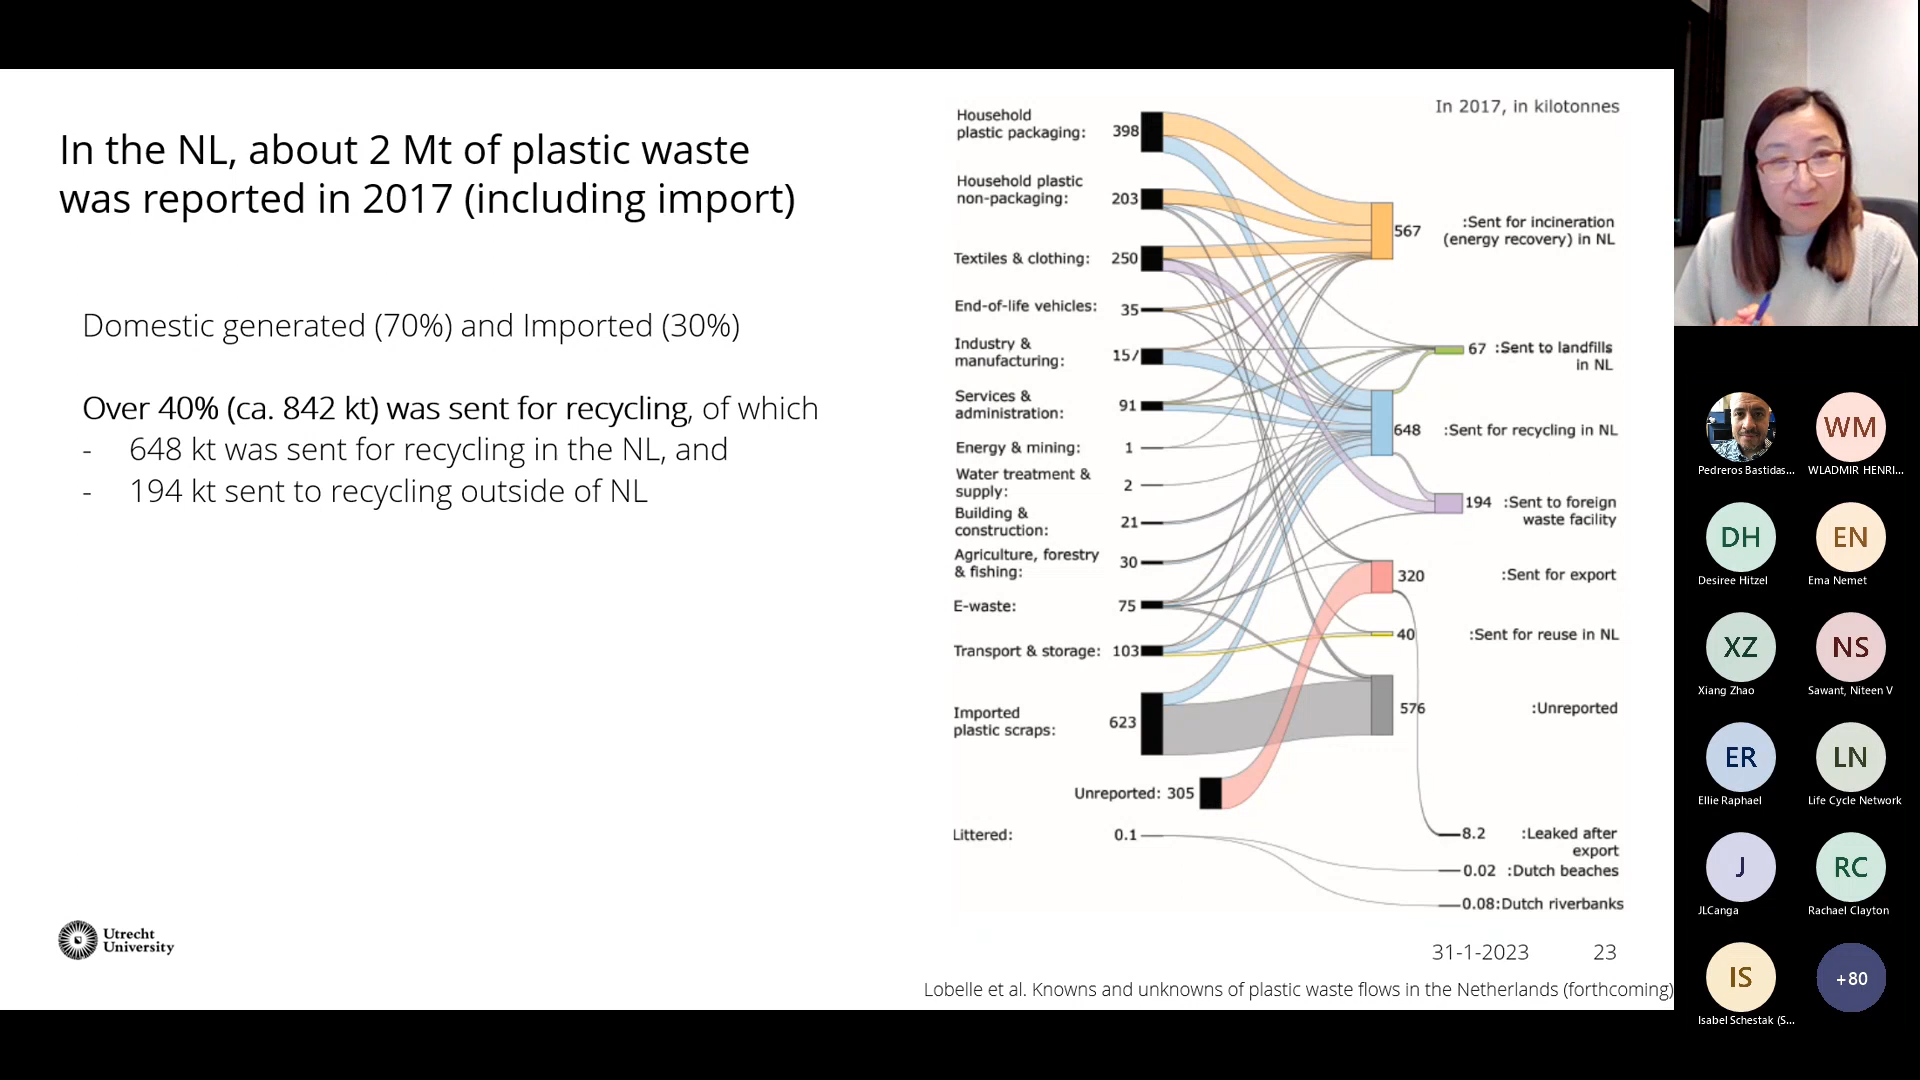 In the NL, about 2 Mt of plastic waste
was reported in 2017 (including import)
Domestic generated (70%) and Imported (30%)
Over 40% (ca. 842 kt) was sent for recycling, of which
- 648 kt was sent for recycling in the NL, and
- 194 kt sent to recycling outside of NL
Utrecht
University
In 2017, in kilotonnes
Household
plastic packaging: 398
Household plastic
non-packaging: 203
Textiles & clothing: 250
End-of-life vehicles: 35
Industry &
manufacturing: 157
Services &
administration: 91
Energy & mining: 1
Water treatment &
supply: 2
Building &
construction: 21
Agriculture, forestry
& fishing: 30
E-waste: 75
Transport & storage: 103
Imported
plastic scraps: 623
Unreported: 305
Littered: 0.1
567 :Sent for incineration
(energy recovery) in NL
67 :Sent to landfills
in NL
648 :Sent for recycling in NL
194 :Sent to foreign
waste facility
320 :Sent for export
40 :Sent for reuse in NL
576 :Unreported
8.2 :Leaked after
export
0.02 :Dutch beaches
0.08:Dutch riverbanks
31-1-2023 23
Lobelle et al. Knowns and unknowns of plastic waste flows in the Netherlands (forthcoming)
Pedreros Bastidas...
WM
WLADMIR HENRI...
DH
Desiree Hitzel
EN
Ema Nemet
XZ
Xiang Zhao
NS
Sawant, Niteen V
ER
Ellie Raphael
LN
Life Cycle Network
J
JLCanga
RC
Rachael Clayton
IS
Isabel Schestak (S...
+80